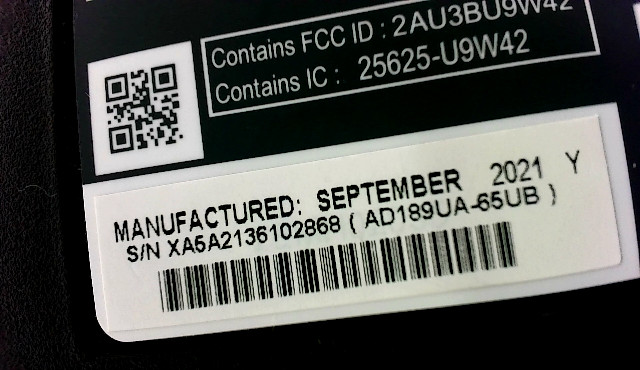 Contains FCC ID : 2AU3BU9W42
Contains IC : 25625-U9W42
MANUFACTURED: SEPTEMBER 2021 Y
S/N XA5A2136102868 ( AD189UA-65UB )